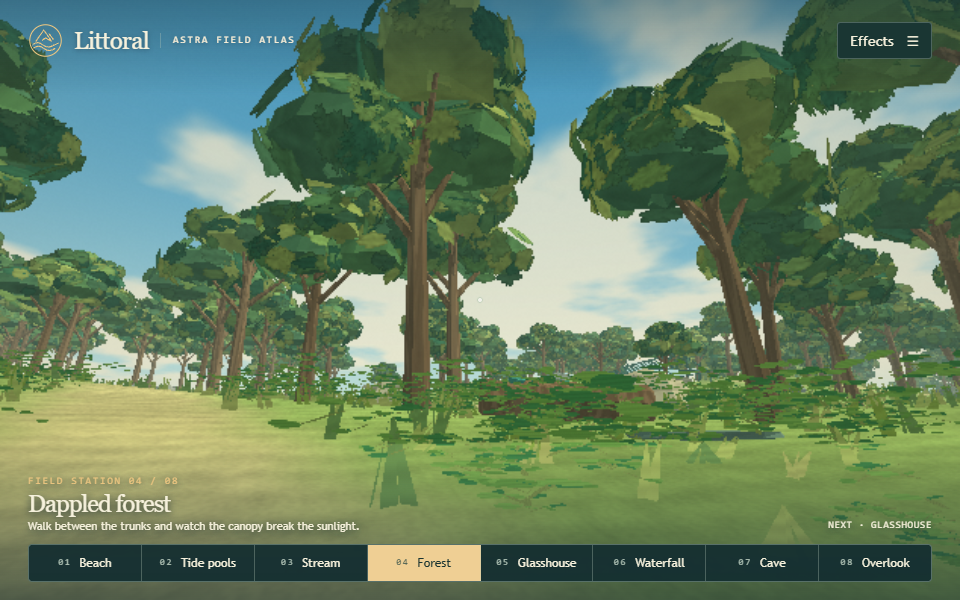 Littoral
ASTRA FIELD ATLAS
Effects
FIELD STATION 04 / 08
Dappled forest
Walk between the trunks and watch the canopy break the sunlight.
NEXT · GLASSHOUSE
01 Beach
02 Tide pools
03 Stream
04 Forest
05 Glasshouse
06 Waterfall
07 Cave
08 Overlook